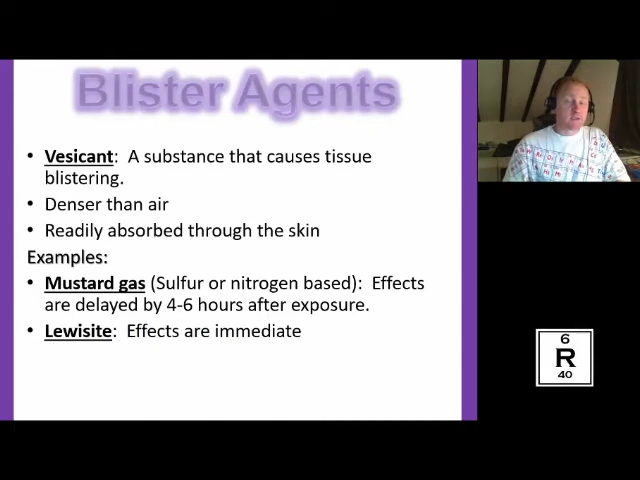 Blister Agents
• Vesicant: A substance that causes tissue
blistering.
• Denser than air
• Readily absorbed through the skin
Examples:
• Mustard gas (Sulfur or nitrogen based): Effects
are delayed by 4-6 hours after exposure.
• Lewisite: Effects are immediate
6
R
40